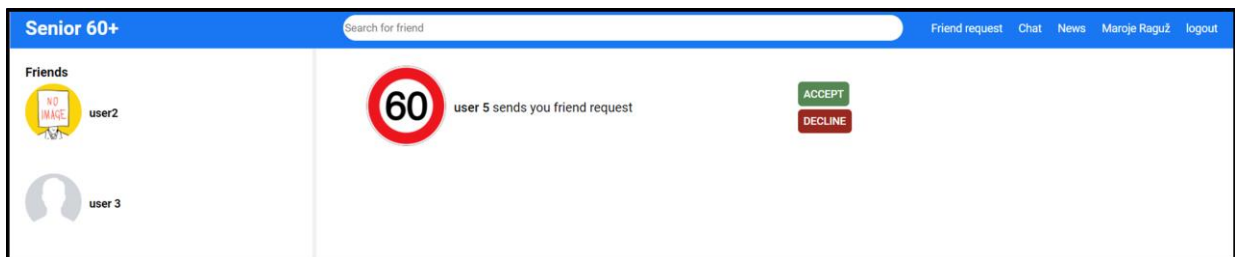 Senior 60+
Search for friend
Friend request Chat News Maroje Raguž logout
Friends
NO
IMAGE
user2
user 3
60
user 5 sends you friend request
ACCEPT
DECLINE